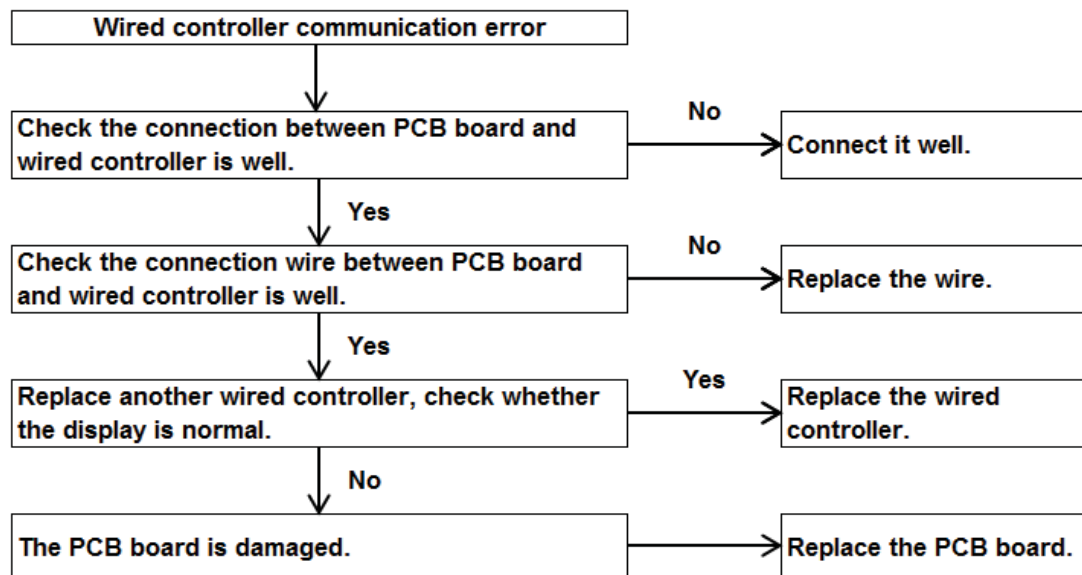 Wired controller communication error
Check the connection between PCB board and
wired controller is well.
No
Connect it well.
Yes
Check the connection wire between PCB board
and wired controller is well.
No
Replace the wire.
Yes
Replace another wired controller, check whether
the display is normal.
Yes
Replace the wired
controller.
No
The PCB board is damaged.
Replace the PCB board.